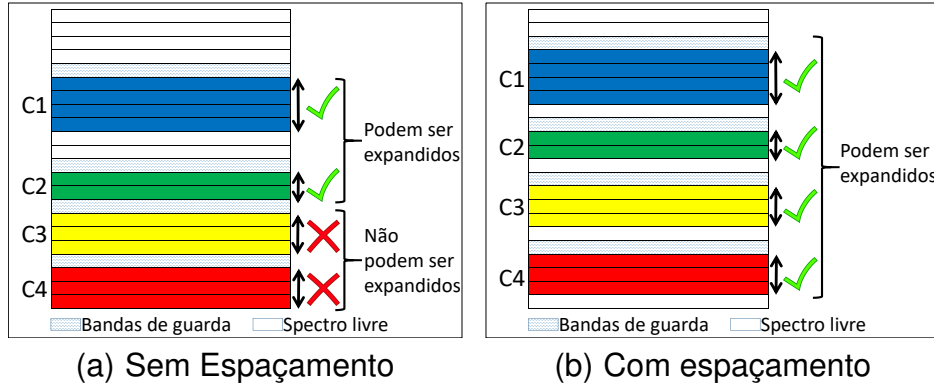 C1
C2
C3
C4
Podem ser
expandidos
Não
podem ser
expandidos
Bandas de guarda
Spectro livre
(a) Sem Espaçamento
C1
C2
C3
C4
Podem ser
expandidos
Bandas de guarda
Spectro livre
(b) Com espaçamento